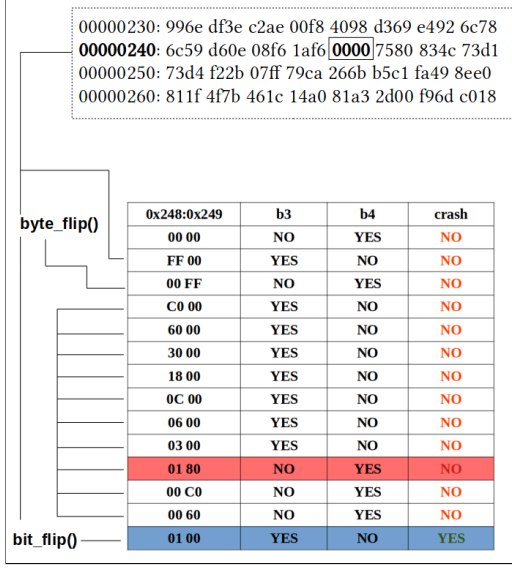 00000230: 996e df3e c2ae 00f8 4098 d369 e492 6c78
00000240: 6c59 d60e 08f6 1af6 0000 7580 834c 73d1
00000250: 73d4 f22b 07ff 79ca 266b b5c1 fa49 8ee0
00000260: 811f 4f7b 461c 14a0 81a3 2d00 f96d c018
byte_flip()
0x248:0x249 b3 b4 crash
00 00 NO YES NO
FF 00 YES NO NO
00 FF NO YES NO
C0 00 YES NO NO
60 00 YES NO NO
30 00 YES NO NO
18 00 YES NO NO
0C 00 YES NO NO
06 00 YES NO NO
03 00 YES NO NO
01 80 NO YES NO
00 C0 NO YES NO
00 60 NO YES NO
bit_flip() 01 00 YES NO YES